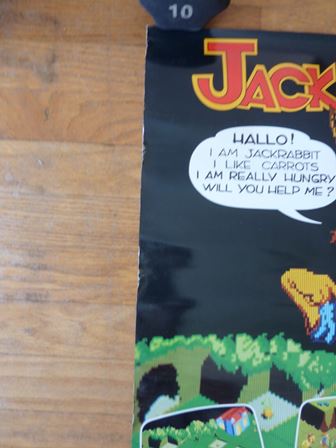 10
JACK
HALLO!
I AM JACKRABBIT
I LIKE CARROTS
I AM REALLY HUNGRY
WILL YOU HELP ME?